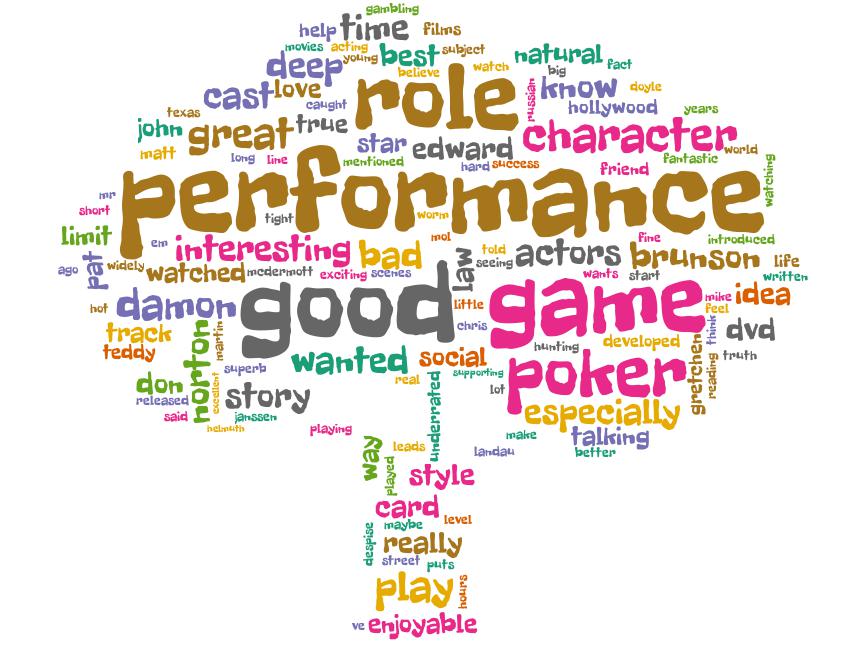 gambling
help time films
movies acting young best subject natural fact
deep believe watch big
cast love caught role russian know doyle
hollywood years
texas john great true star edward character world
matt long line mentioned hard success friend fantastic watching
mr performance
short tight worm
limit em interesting bad mol law told actors fine introduced
ago pat widely watched mcdermott exciting scenes seeing brunson life
wants start written
hot damon good little game mike feel idea
track martin chris think dvd
teddy horton superb wanted social hunting developed gretchen truth
don excellent real supporting poker reading
released story underrated lot
said janssen especially
helmuth playing make talking
way leads landau better
played style
card
despise maybe level
really
street puts
play hours
ve enjoyable